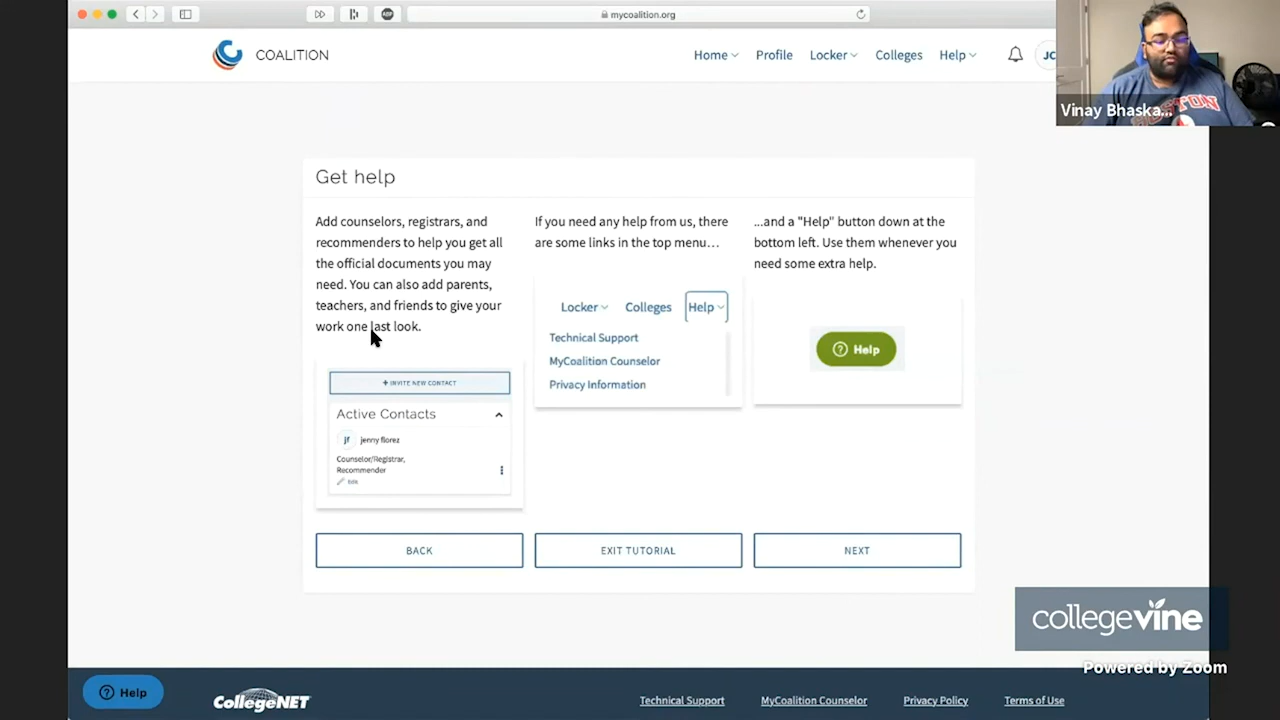 mycoalition.org
COALITION
Home
Profile
Locker
Colleges
Help
JC
Vinay Bhaska...
BOSTON
Get help
Add counselors, registrars, and
recommenders to help you get all
the official documents you may
need. You can also add parents,
teachers, and friends to give your
work one last look.
+ INVITE NEW CONTACT
Active Contacts
jf jenny florez
Counselor/Registrar,
Recommender
Edit
If you need any help from us, there
are some links in the top menu...
Locker Colleges Help
Technical Support
MyCoalition Counselor
Privacy Information
...and a "Help" button down at the
bottom left. Use them whenever you
need some extra help.
Help
BACK
EXIT TUTORIAL
NEXT
collegevine
Powered by Zoom
Help
CollegeNET
Technical Support
MyCoalition Counselor
Privacy Policy
Terms of Use